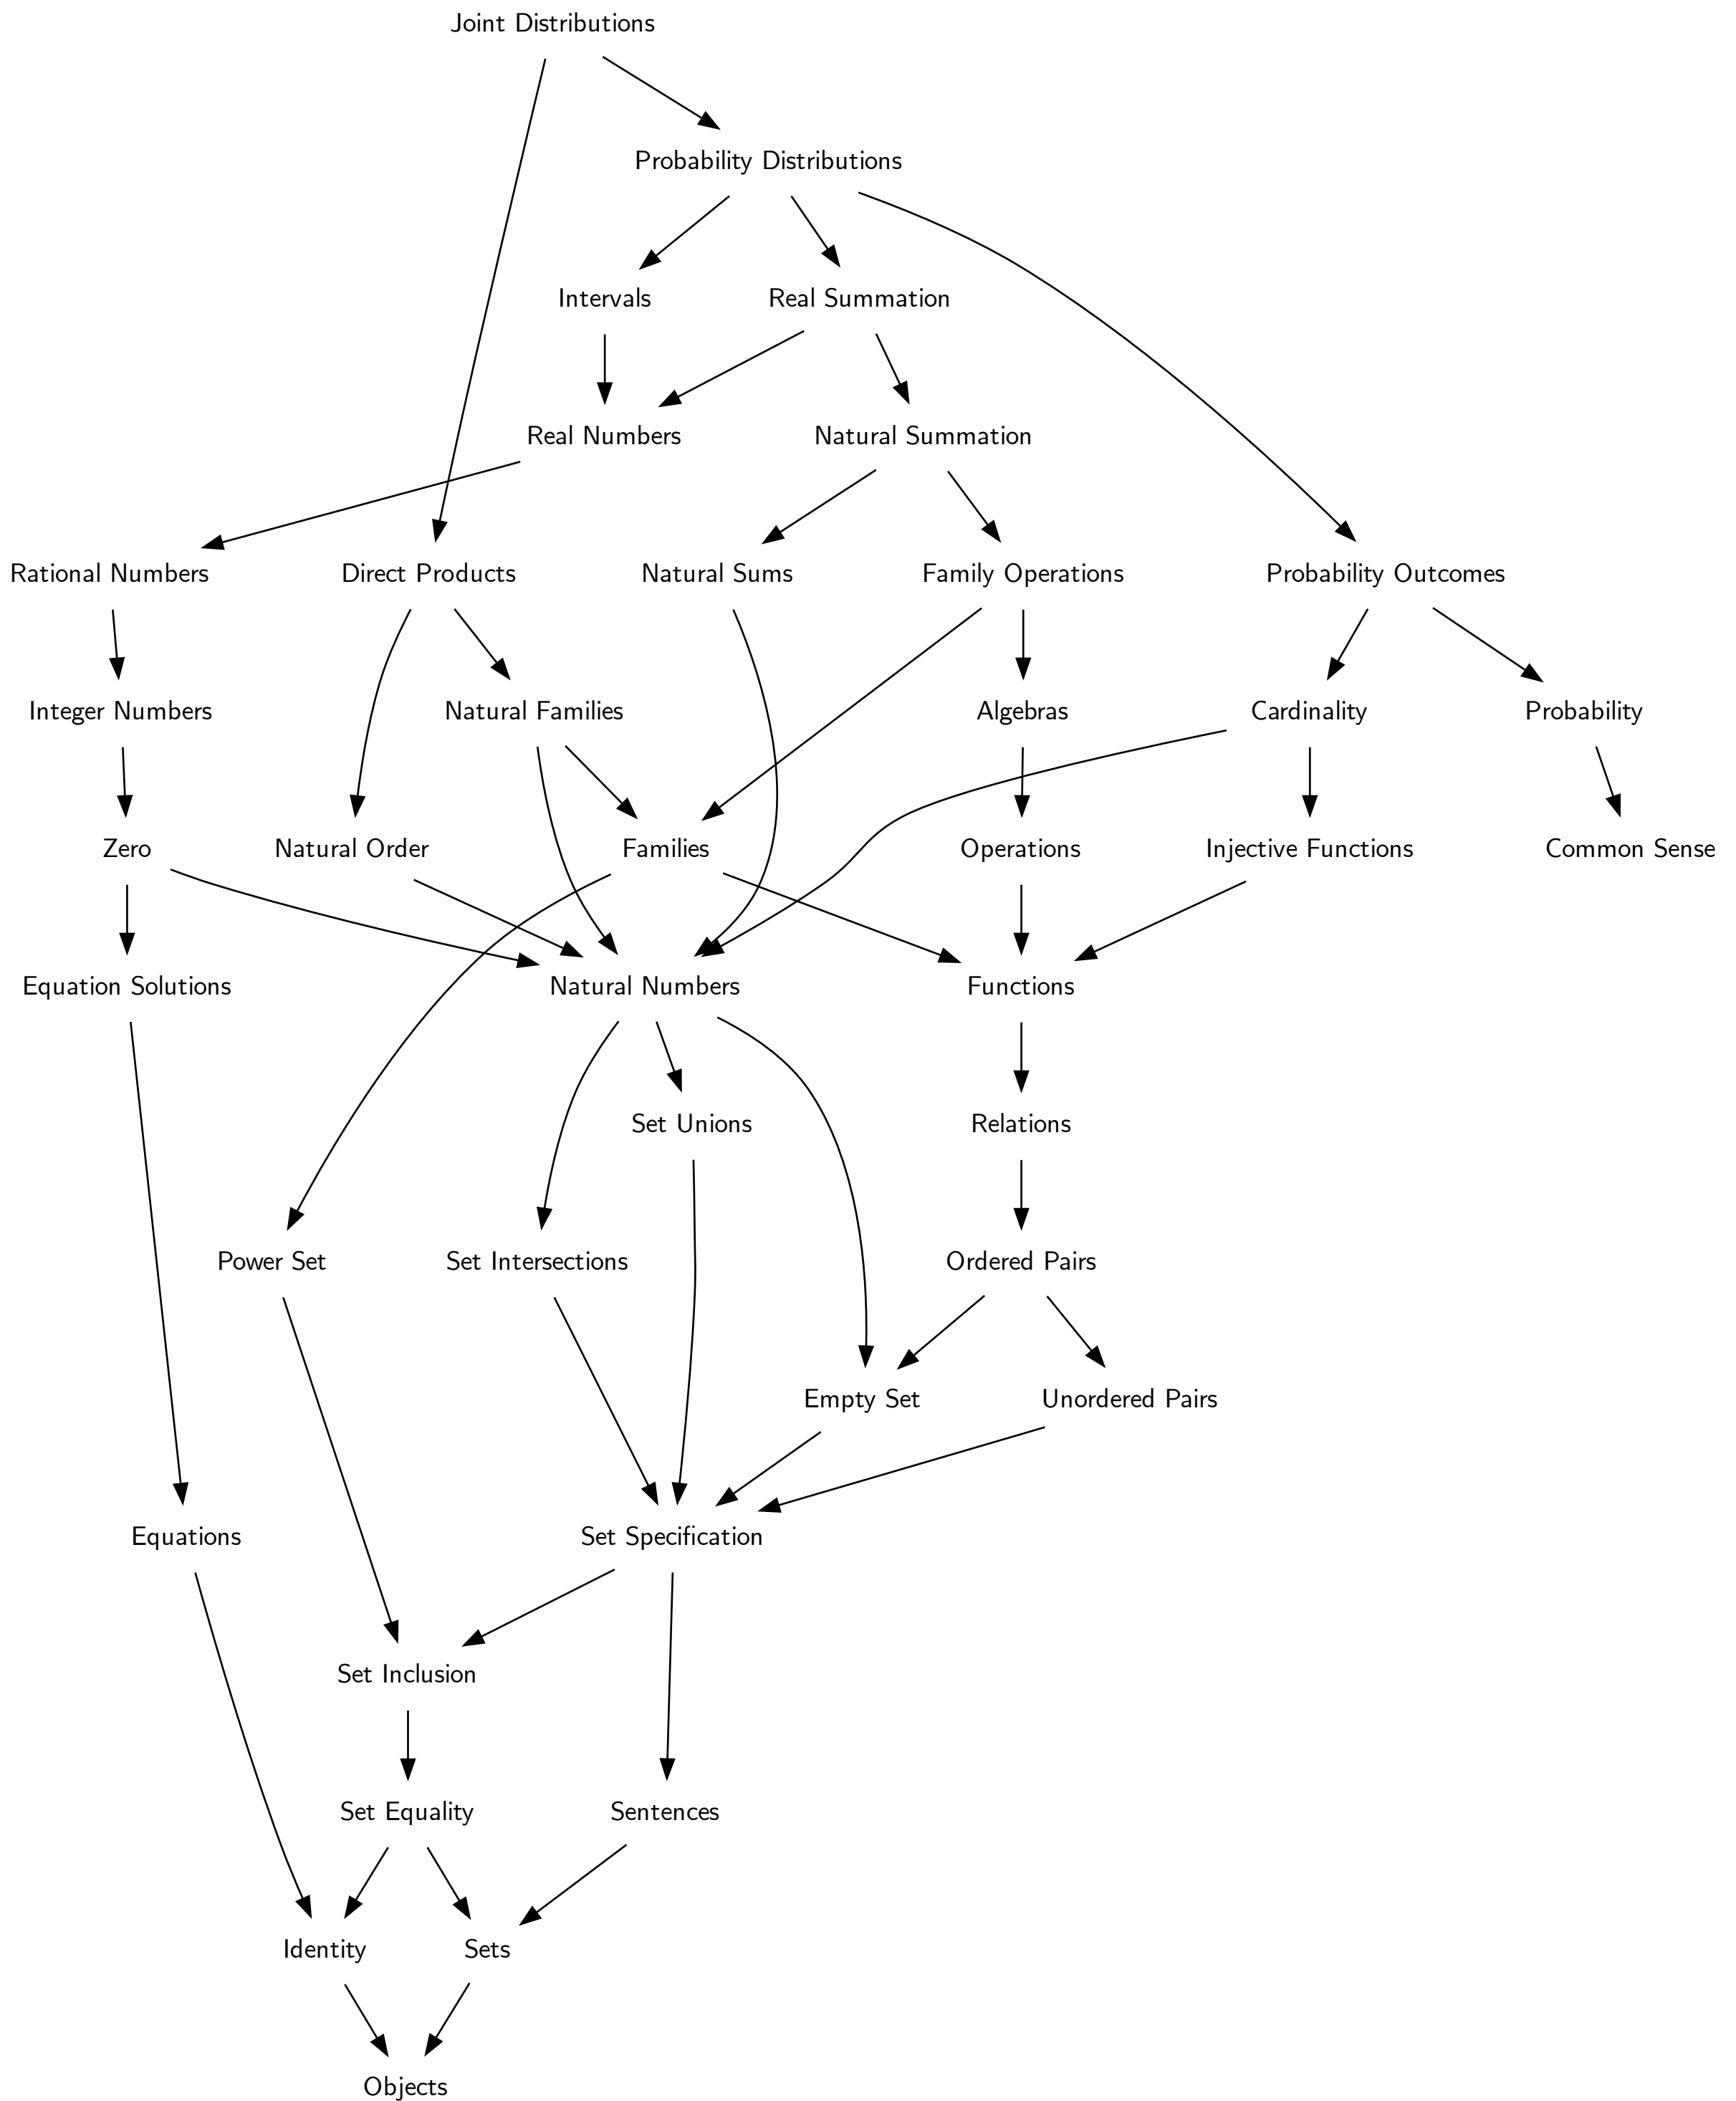 Joint Distributions
Probability Distributions
Intervals
Real Summation
Real Numbers
Natural Summation
Rational Numbers
Direct Products
Natural Sums
Family Operations
Probability Outcomes
Integer Numbers
Natural Families
Algebras
Cardinality
Probability
Zero
Natural Order
Families
Operations
Injective Functions
Common Sense
Equation Solutions
Natural Numbers
Functions
Set Unions
Relations
Power Set
Set Intersections
Ordered Pairs
Empty Set
Unordered Pairs
Equations
Set Specification
Set Inclusion
Set Equality
Sentences
Identity
Sets
Objects